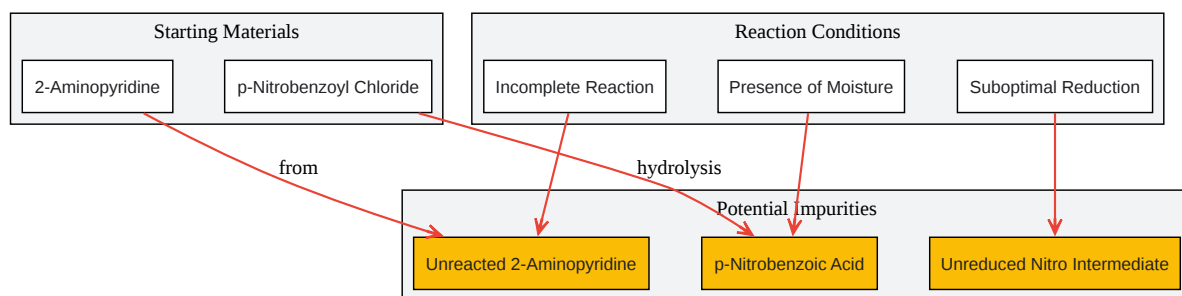 Starting Materials
Reaction Conditions
2-Aminopyridine
p-Nitrobenzoyl Chloride
Incomplete Reaction
Presence of Moisture
Suboptimal Reduction
from
hydrolysis
Potential Impurities
Unreacted 2-Aminopyridine
p-Nitrobenzoic Acid
Unreduced Nitro Intermediate